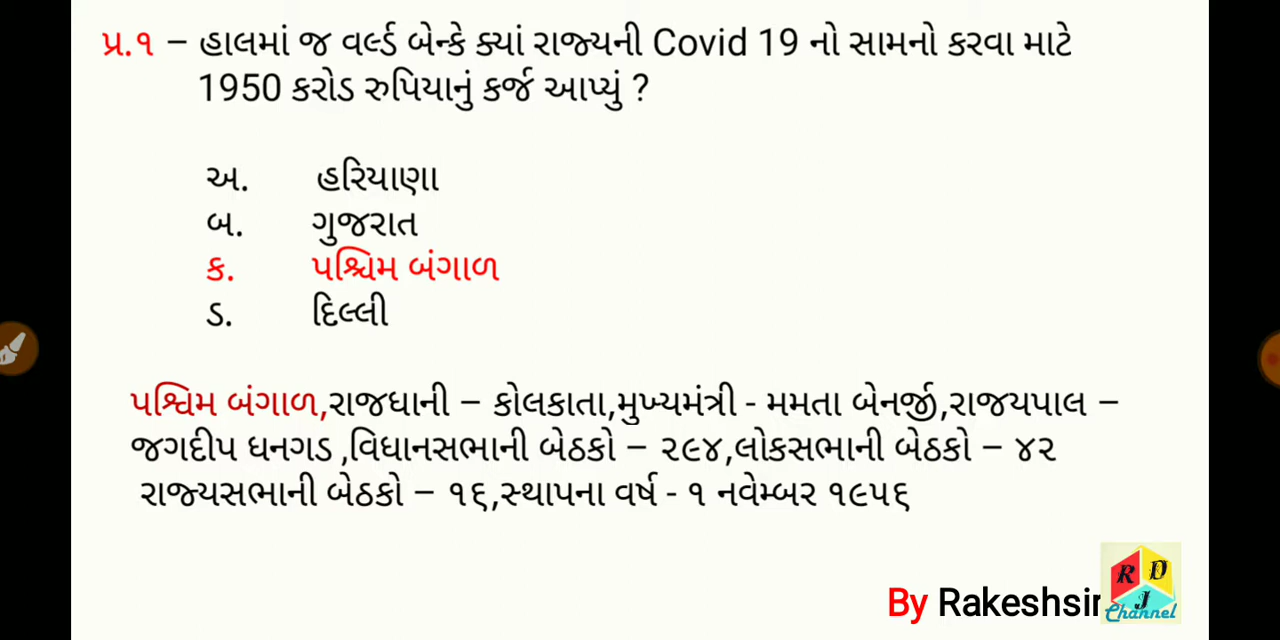 પ્ર.૧ – હાલમાં જ વર્લ્ડ બેન્કે ક્યાં રાજ્યની Covid 19 નો સામનો કરવા માટે
1950 કરોડ રુપિયાનું કર્જ આપ્યું ?
અ. હરિયાણા
બ. ગુજરાત
ક. પશ્ચિમ બંગાળ
ડ. દિલ્લી
પશ્ચિમ બંગાળ,રાજધાની – કોલકાતા,મુખ્યમંત્રી - મમતા બેનર્જી,રાજયપાલ –
જગદીપ ધનગડ ,વિધાનસભાની બેઠકો – ૨૯૪,લોકસભાની બેઠકો – ૪૨
રાજ્યસભાની બેઠકો – ૧૬,સ્થાપના વર્ષ - ૧ નવેમ્બર ૧૯૫૬
By Rakeshsir
R D J Channel